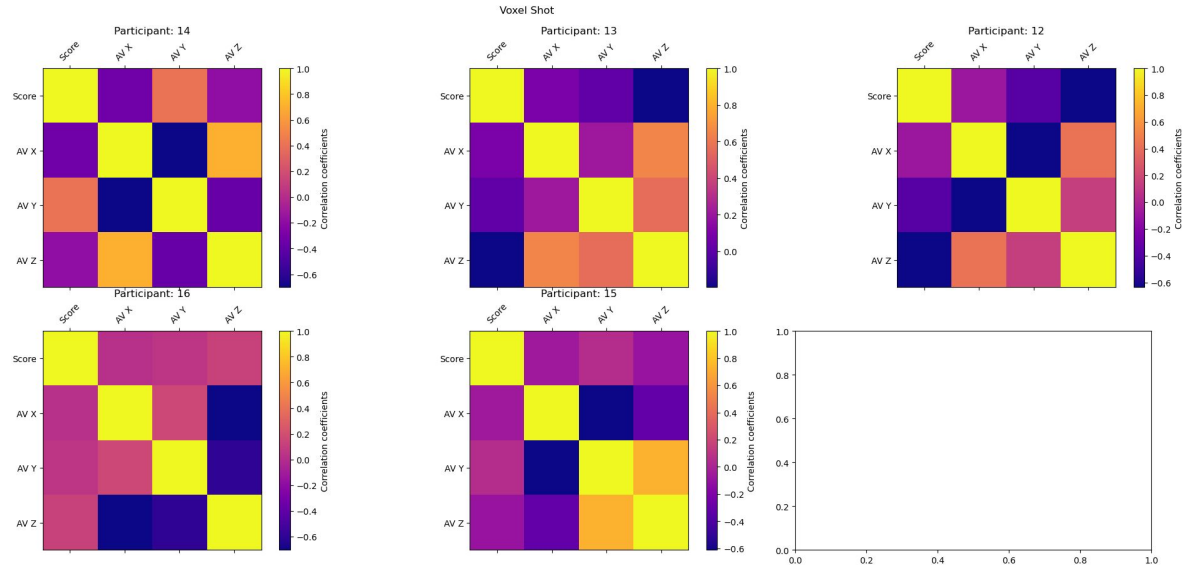 Voxel Shot
Participant: 14
Score AV X AV Y AV Z
Score
AV X
AV Y
AV Z
1.0
0.8
0.6
0.4
0.2
0.0
−0.2
−0.4
−0.6
Correlation coefficients
Participant: 13
Score AV X AV Y AV Z
Score
AV X
AV Y
AV Z
1.0
0.8
0.6
0.4
0.2
0.0
Correlation coefficients
Participant: 12
Score AV X AV Y AV Z
Score
AV X
AV Y
AV Z
1.0
0.8
0.6
0.4
0.2
0.0
−0.2
−0.4
−0.6
Correlation coefficients
Participant: 16
Score AV X AV Y AV Z
Score
AV X
AV Y
AV Z
1.0
0.8
0.6
0.4
0.2
0.0
−0.2
−0.4
−0.6
Correlation coefficients
Participant: 15
Score AV X AV Y AV Z
Score
AV X
AV Y
AV Z
1.0
0.8
0.6
0.4
0.2
0.0
−0.2
−0.4
−0.6
Correlation coefficients
1.0
0.8
0.6
0.4
0.2
0.0
0.0 0.2 0.4 0.6 0.8 1.0